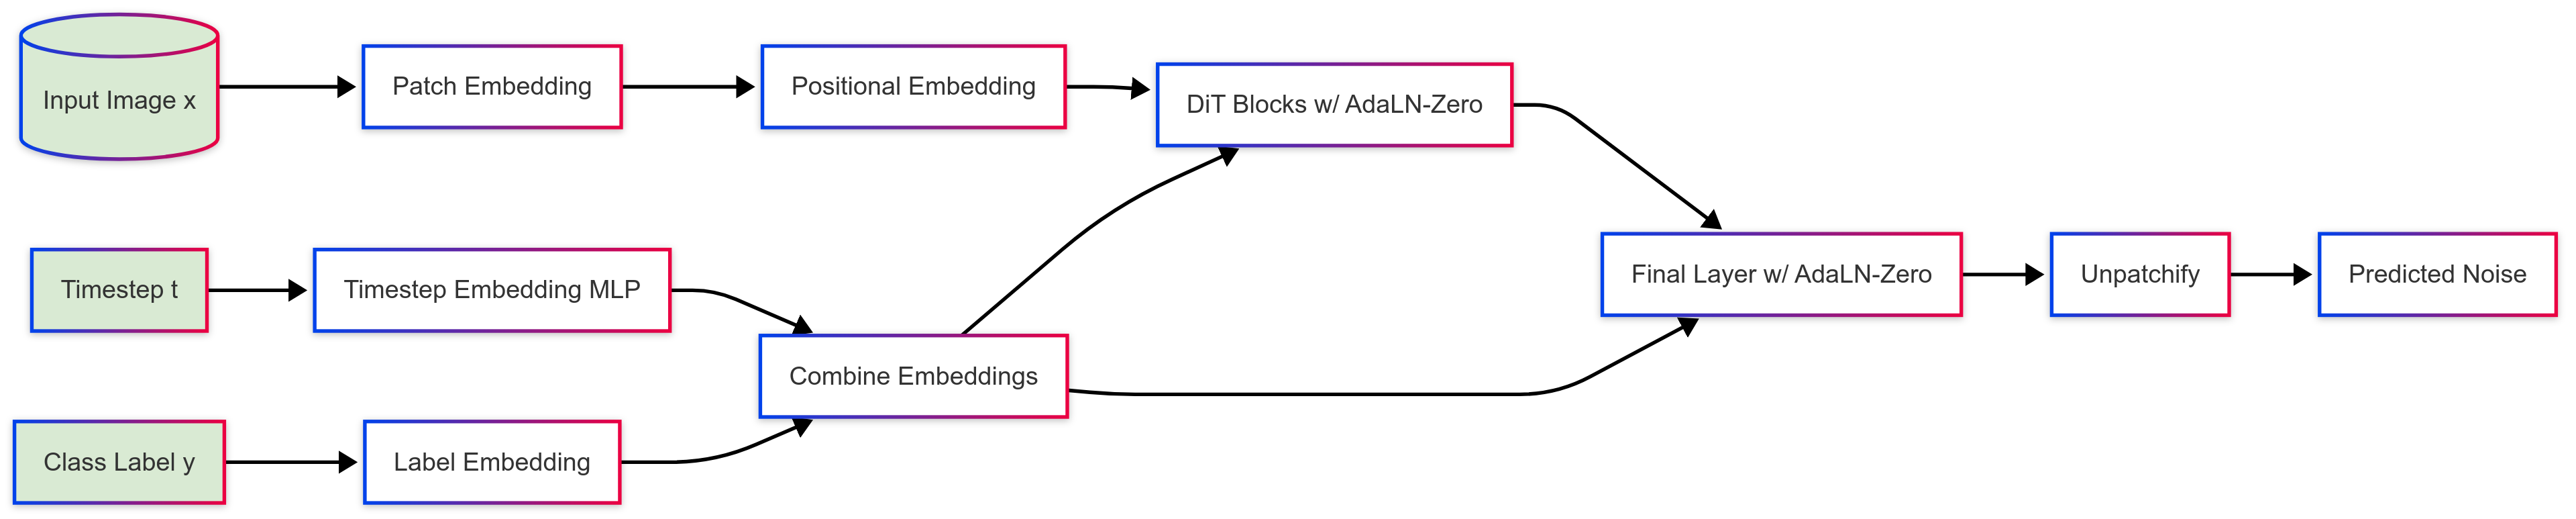 Input Image x
Patch Embedding
Positional Embedding
DiT Blocks w/ AdaLN-Zero
Timestep t
Timestep Embedding MLP
Combine Embeddings
Class Label y
Label Embedding
Final Layer w/ AdaLN-Zero
Unpatchify
Predicted Noise